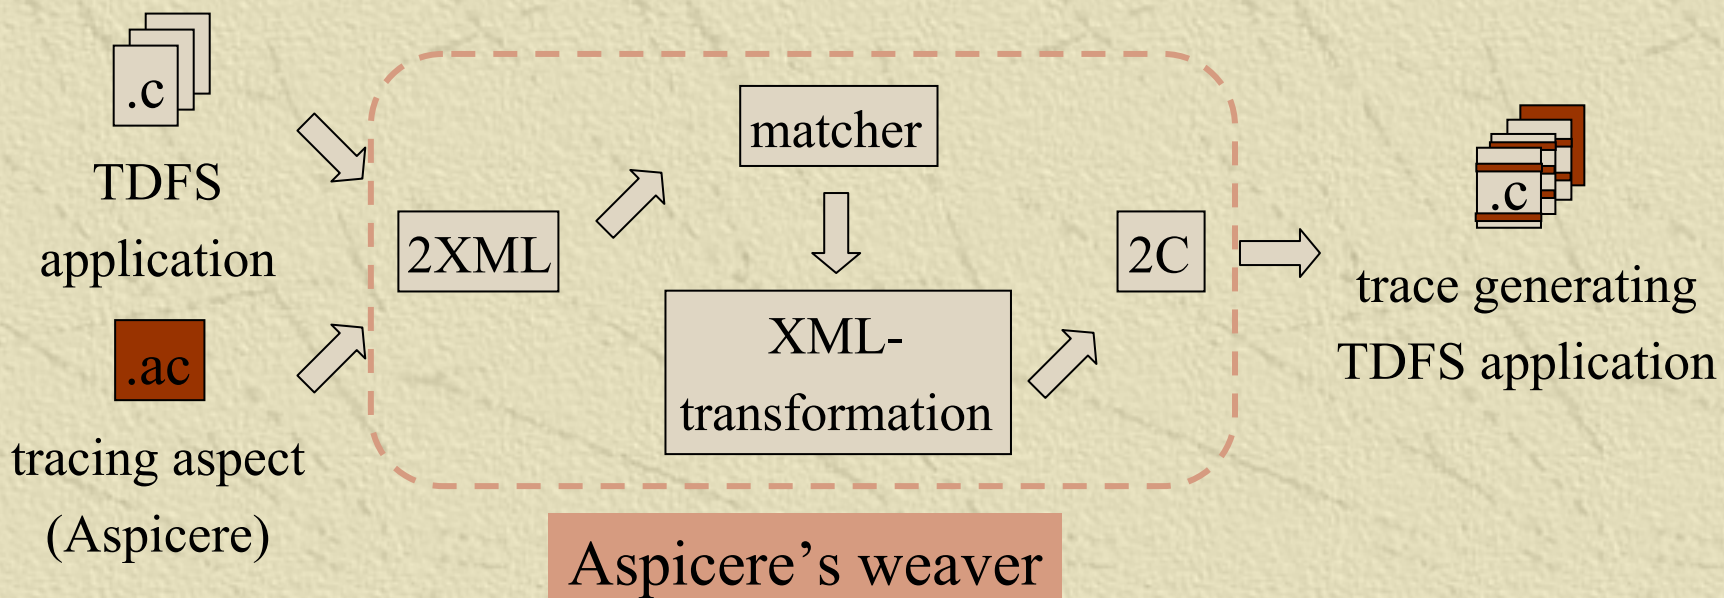 .c
TDFS
application
.ac
tracing aspect
(Aspicere)
2XML
matcher
XML-
transformation
2C
Aspicere’s weaver
.c
trace generating
TDFS application